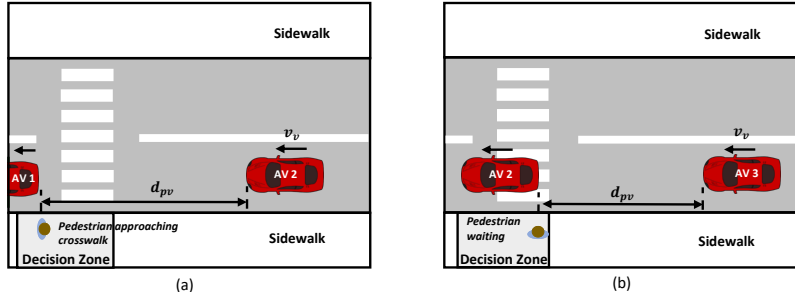 Sidewalk
v_v
AV 1
AV 2
d_pv
Pedestrian approaching
crosswalk
Sidewalk
Decision Zone
(a)
Sidewalk
v_v
AV 2
AV 3
d_pv
Pedestrian
waiting
Sidewalk
Decision Zone
(b)